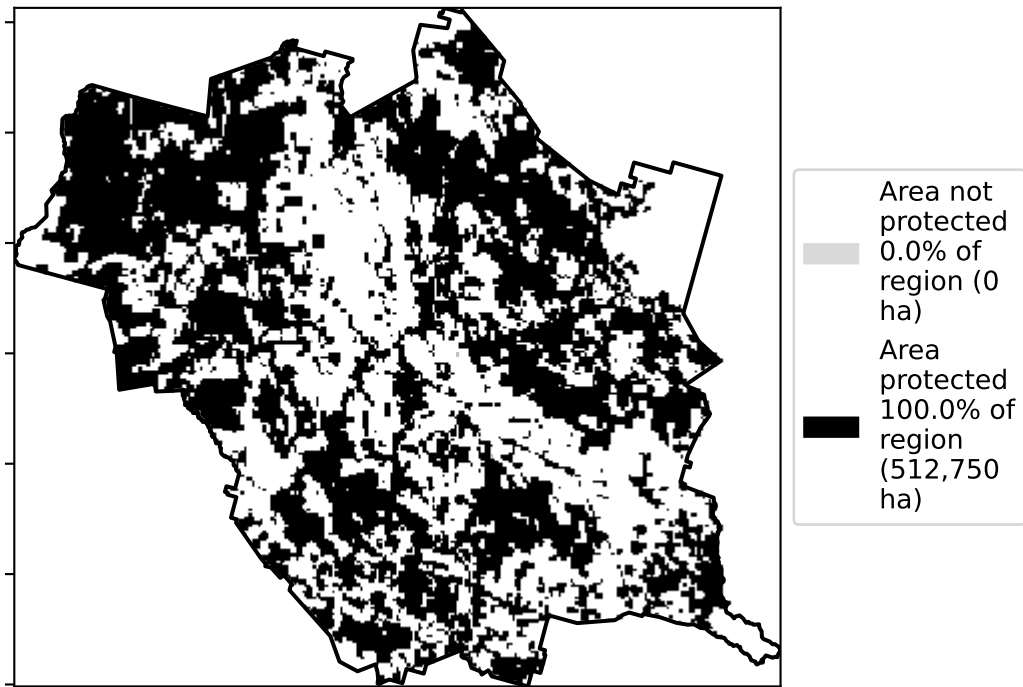 Area not
protected
0.0% of
region (0
ha)
Area
protected
100.0% of
region
(512,750
ha)